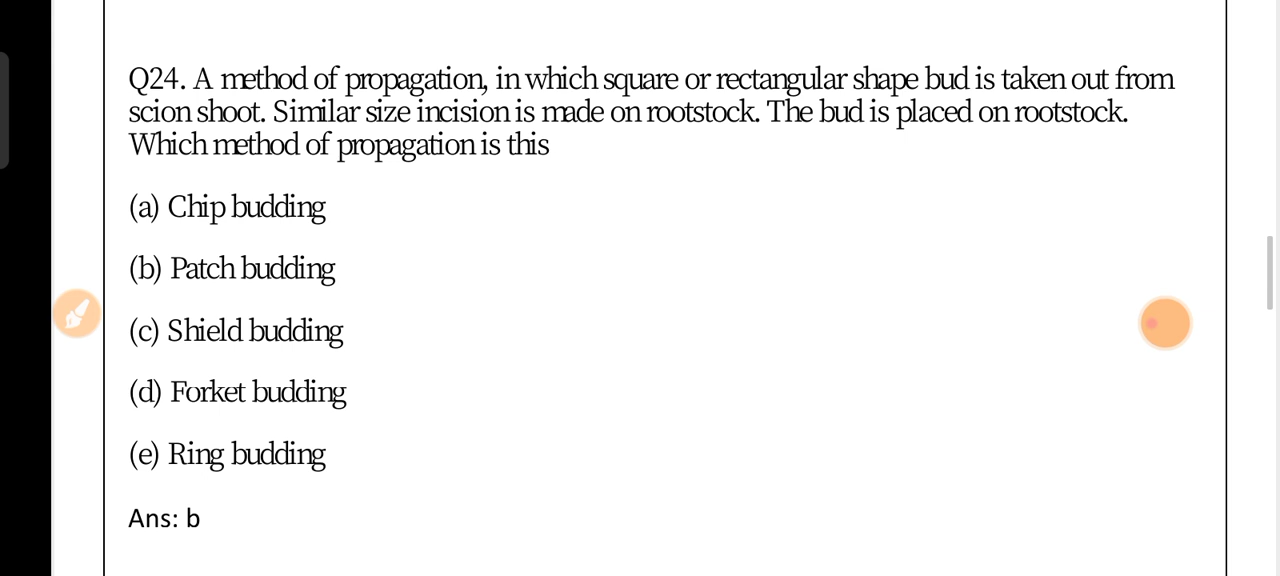 Q24. A method of propagation, in which square or rectangular shape bud is taken out from
scion shoot. Similar size incision is made on rootstock. The bud is placed on rootstock.
Which method of propagation is this
(a) Chip budding
(b) Patch budding
(c) Shield budding
(d) Forket budding
(e) Ring budding
Ans: b